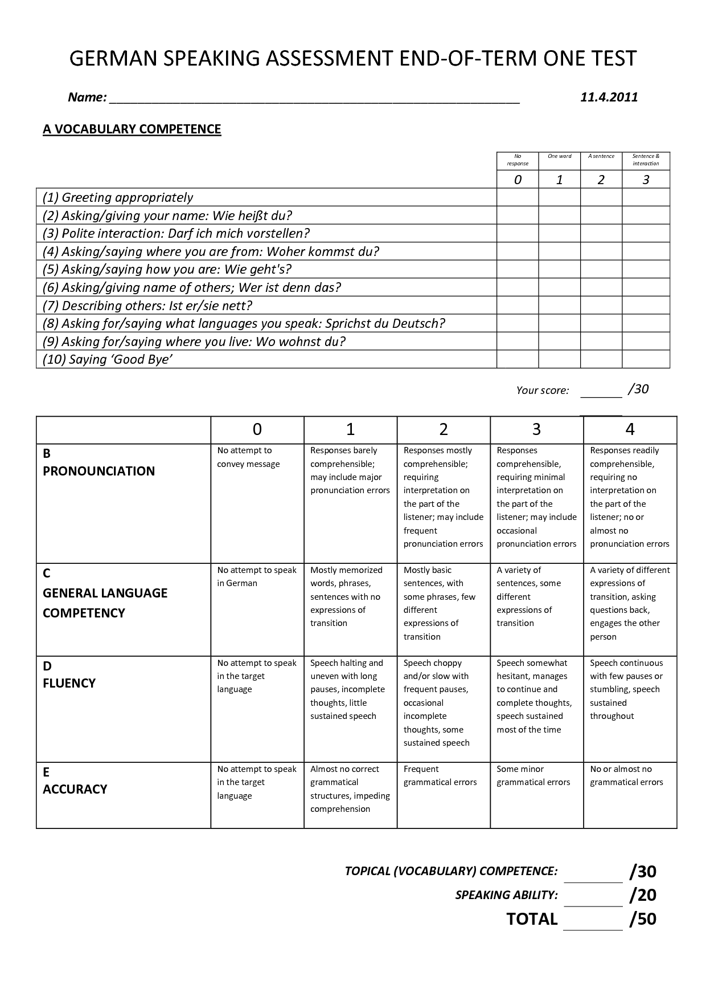 GERMAN SPEAKING ASSESSMENT END-OF-TERM ONE TEST
Name: ____________________________________________________________ 11.4.2011
A VOCABULARY COMPETENCE
No response One word A sentence Sentence & interaction
0 1 2 3
(1) Greeting appropriately
(2) Asking/giving your name: Wie heißt du?
(3) Polite interaction: Darf ich mich vorstellen?
(4) Asking/saying where you are from: Woher kommst du?
(5) Asking/saying how you are: Wie geht's?
(6) Asking/giving name of others; Wer ist denn das?
(7) Describing others: Ist er/sie nett?
(8) Asking for/saying what languages you speak: Sprichst du Deutsch?
(9) Asking for/saying where you live: Wo wohnst du?
(10) Saying ‘Good Bye’
Your score: ______ /30
0 1 2 3 4
B
PRONOUNCIATION
No attempt to
convey message
Responses barely
comprehensible;
may include major
pronunciation errors
Responses mostly
comprehensible;
requiring
interpretation on
the part of the
listener; may include
frequent
pronunciation errors
Responses
comprehensible,
requiring minimal
interpretation on
the part of the
listener; may include
occasional
pronunciation errors
Responses readily
comprehensible,
requiring no
interpretation on
the part of the
listener; no or
almost no
pronunciation errors
C
GENERAL LANGUAGE
COMPETENCY
No attempt to speak
in German
Mostly memorized
words, phrases,
sentences with no
expressions of
transition
Mostly basic
sentences, with
some phrases, few
different
expressions of
transition
A variety of
sentences, some
different
expressions of
transition
A variety of different
expressions of
transition, asking
questions back,
engages the other
person
D
FLUENCY
No attempt to speak
in the target
language
Speech halting and
uneven with long
pauses, incomplete
thoughts, little
sustained speech
Speech choppy
and/or slow with
frequent pauses,
occasional
incomplete
thoughts, some
sustained speech
Speech somewhat
hesitant, manages
to continue and
complete thoughts,
speech sustained
most of the time
Speech continuous
with few pauses or
stumbling, speech
sustained
throughout
E
ACCURACY
No attempt to speak
in the target
language
Almost no correct
grammatical
structures, impeding
comprehension
Frequent
grammatical errors
Some minor
grammatical errors
No or almost no
grammatical errors
TOPICAL (VOCABULARY) COMPETENCE: ______ /30
SPEAKING ABILITY: ______ /20
TOTAL ______ /50